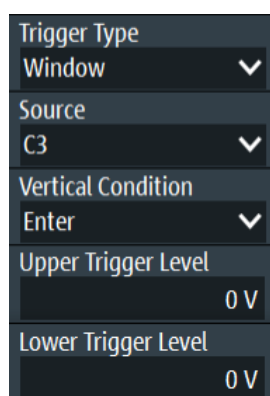 Trigger Type
Window
Source
C3
Vertical Condition
Enter
Upper Trigger Level
0 V
Lower Trigger Level
0 V